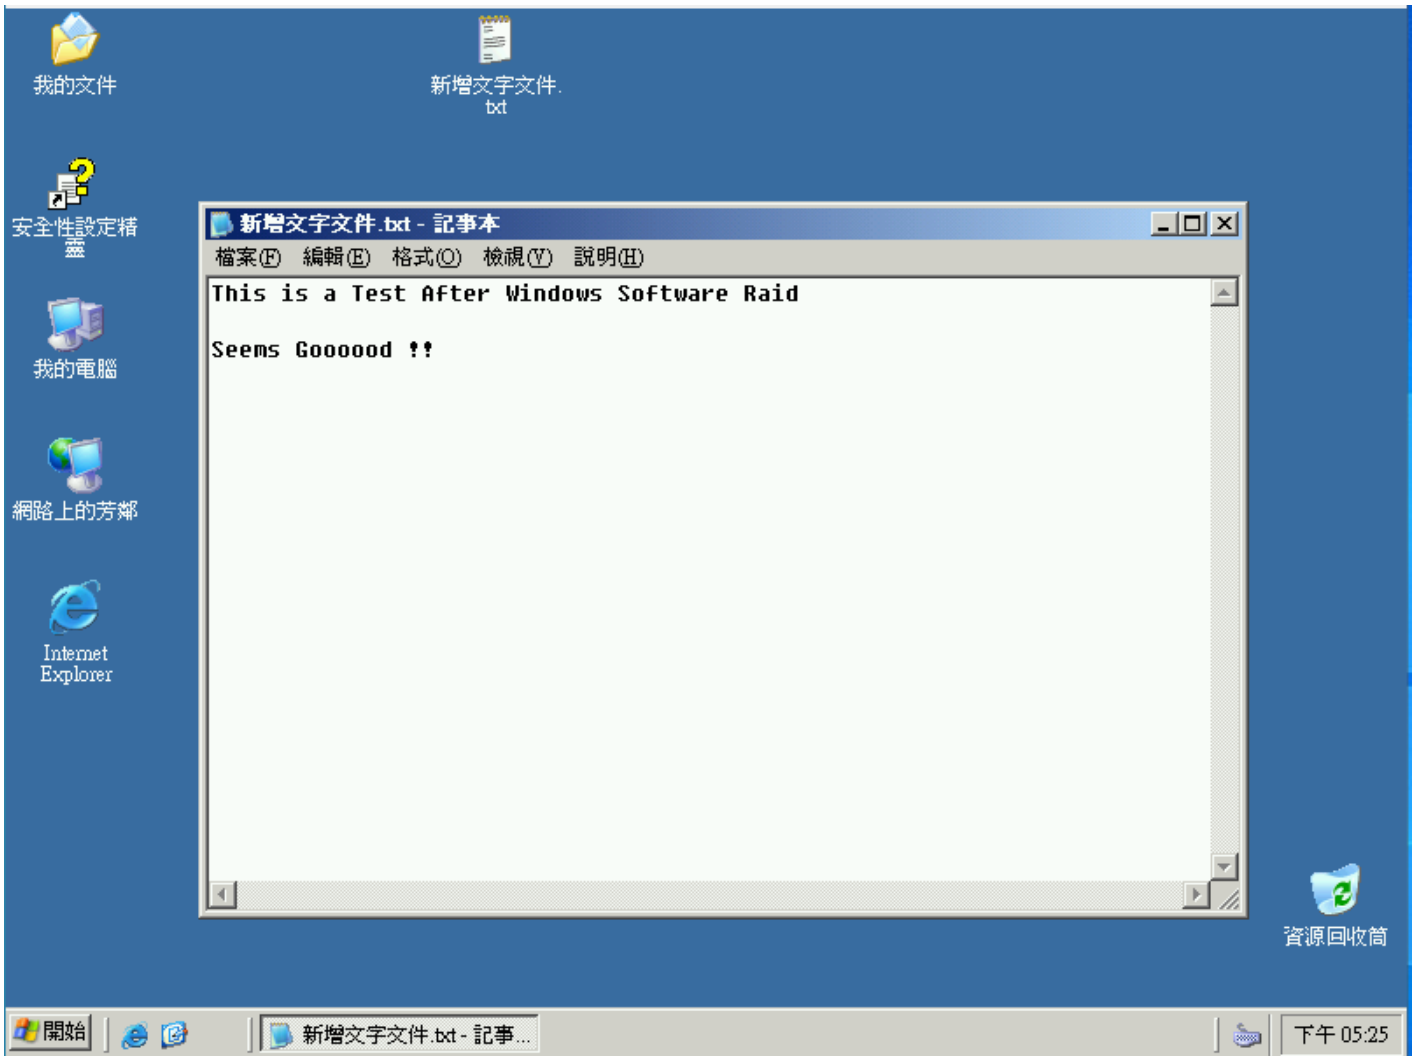 我的文件
新增文字文件.
txt
安全性設定精
靈
我的電腦
網路上的芳鄰
Internet
Explorer
新增文字文件.txt - 記事本
檔案(F) 編輯(E) 格式(O) 檢視(V) 說明(H)
This is a Test After Windows Software Raid
Seems Goooood !!
資源回收筒
開始
新增文字文件.txt - 記事...
下午 05:25